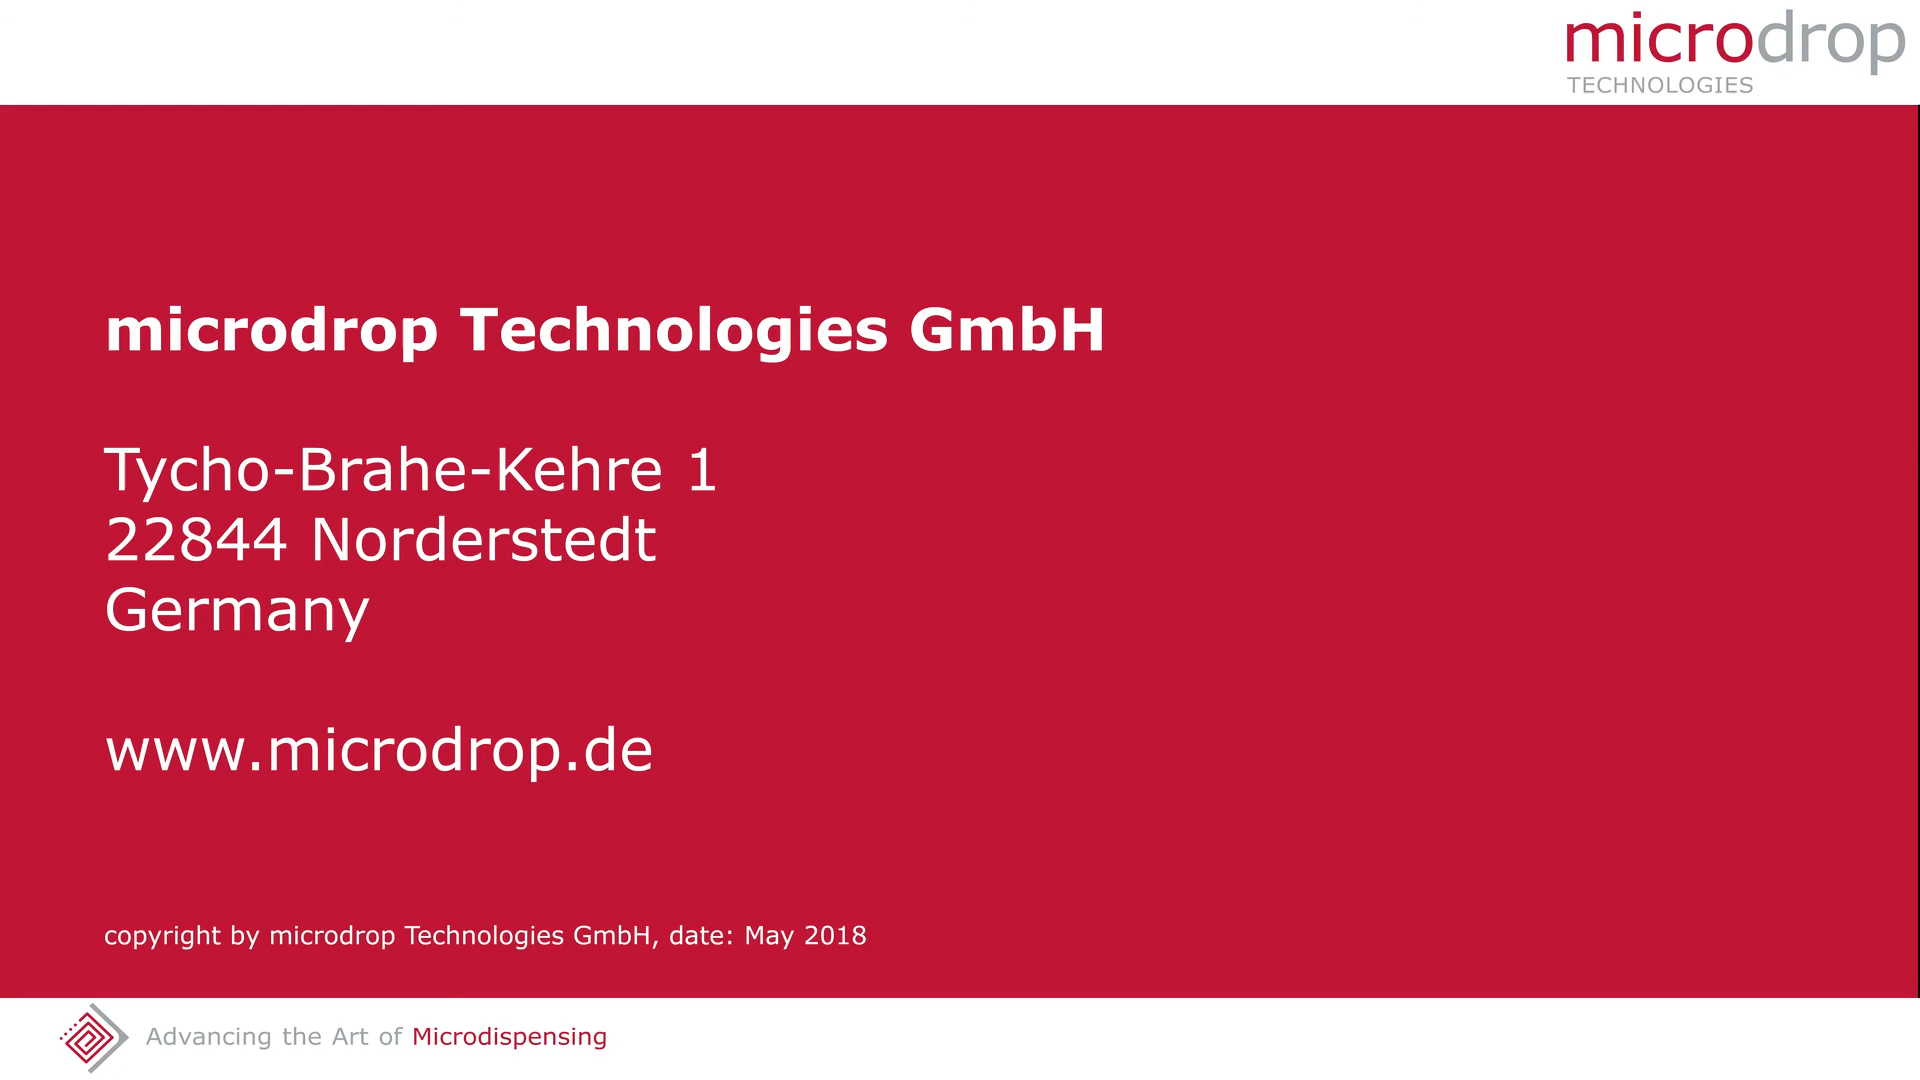 microdrop
TECHNOLOGIES
microdrop Technologies GmbH
Tycho-Brahe-Kehre 1
22844 Norderstedt
Germany
www.microdrop.de
copyright by microdrop Technologies GmbH, date: May 2018
Advancing the Art of Microdispensing